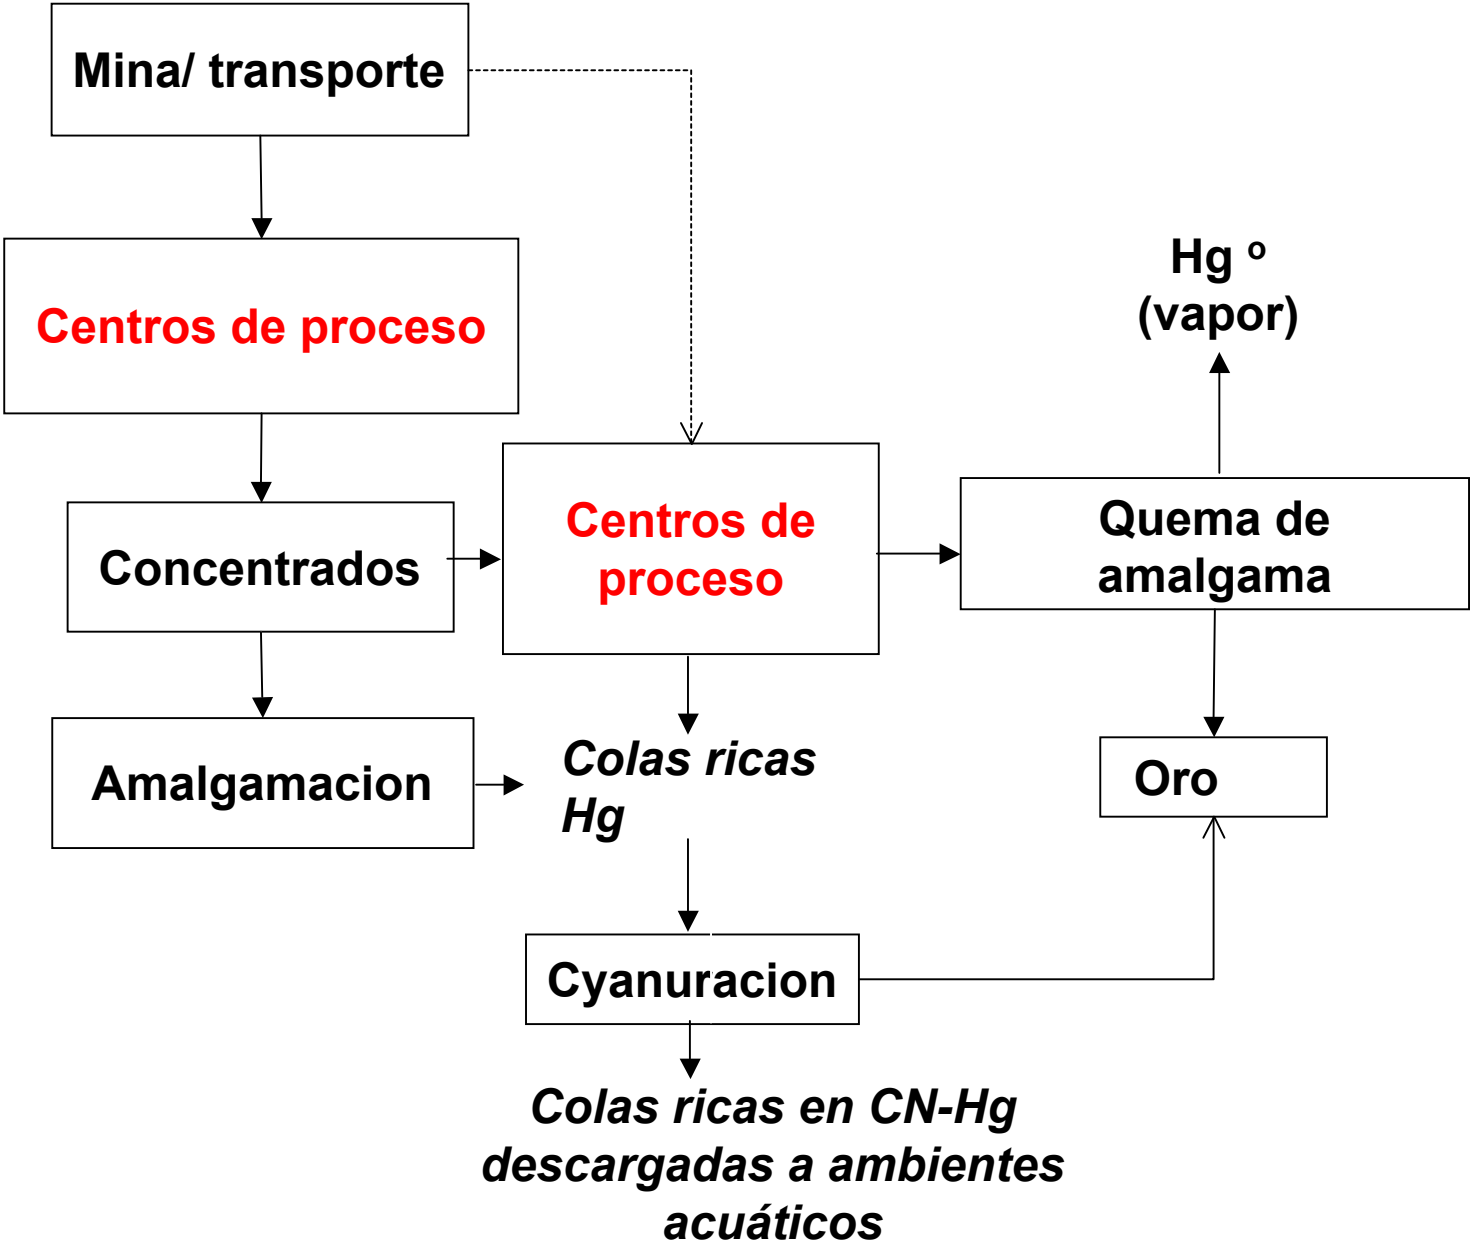 Mina/ transporte
Centros de proceso
Hg º
(vapor)
Concentrados
Centros de
proceso
Quema de
amalgama
Amalgamacion
Colas ricas
Hg
Oro
Cyanuracion
Colas ricas en CN-Hg
descargadas a ambientes
acuáticos